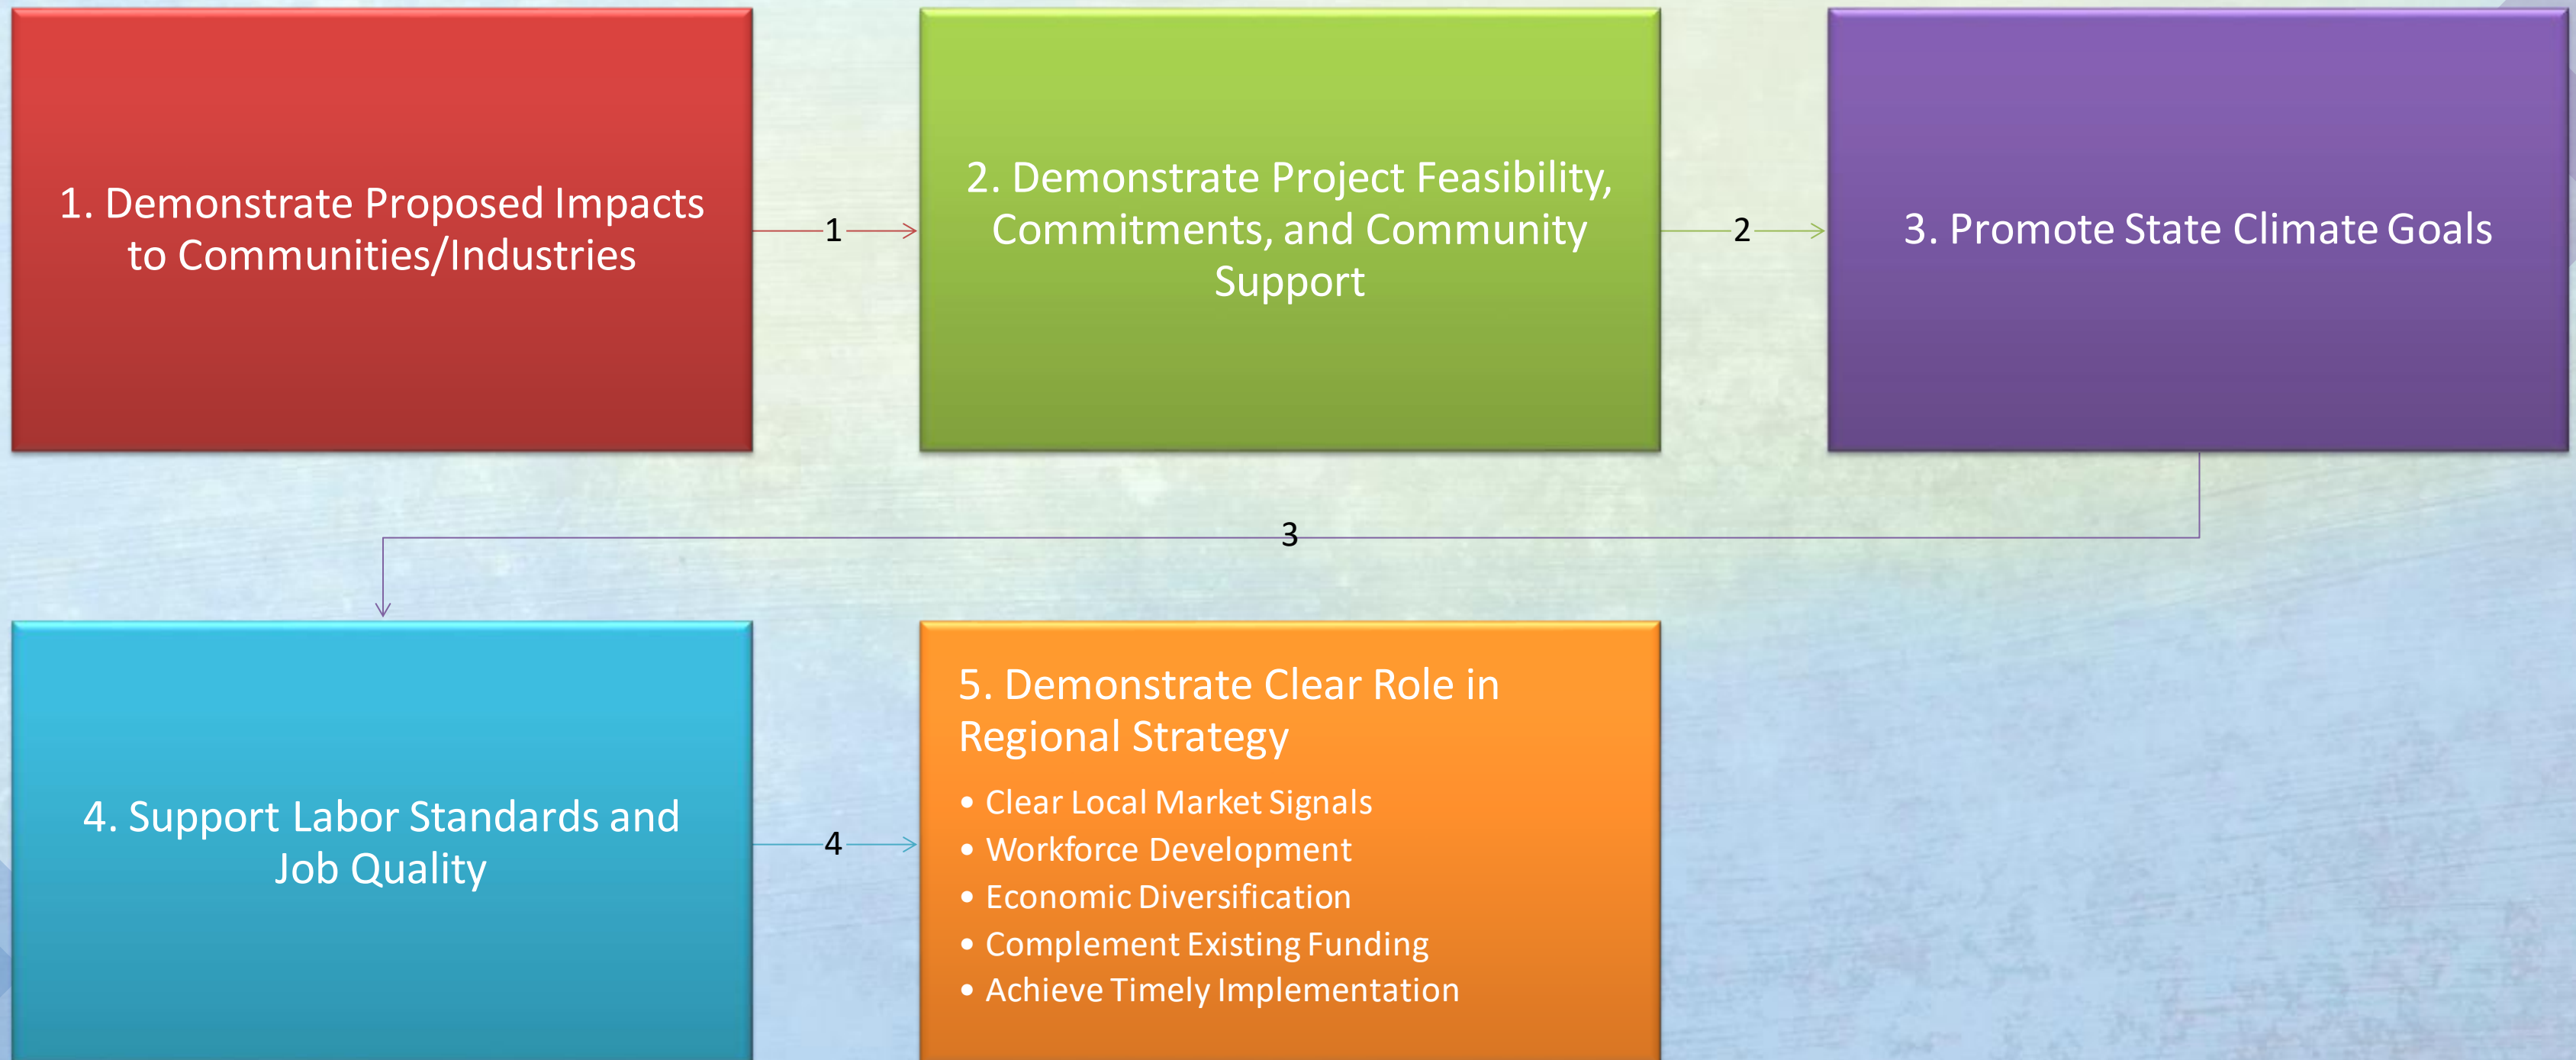 1. Demonstrate Proposed Impacts
to Communities/Industries
1
2. Demonstrate Project Feasibility,
Commitments, and Community
Support
2
3. Promote State Climate Goals
3
4. Support Labor Standards and
Job Quality
4
5. Demonstrate Clear Role in
Regional Strategy
• Clear Local Market Signals
• Workforce Development
• Economic Diversification
• Complement Existing Funding
• Achieve Timely Implementation